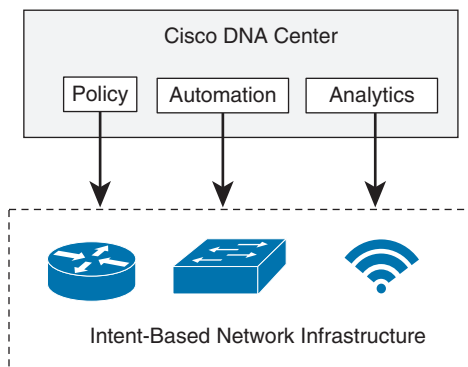 Cisco DNA Center
Policy Automation Analytics
Intent-Based Network Infrastructure